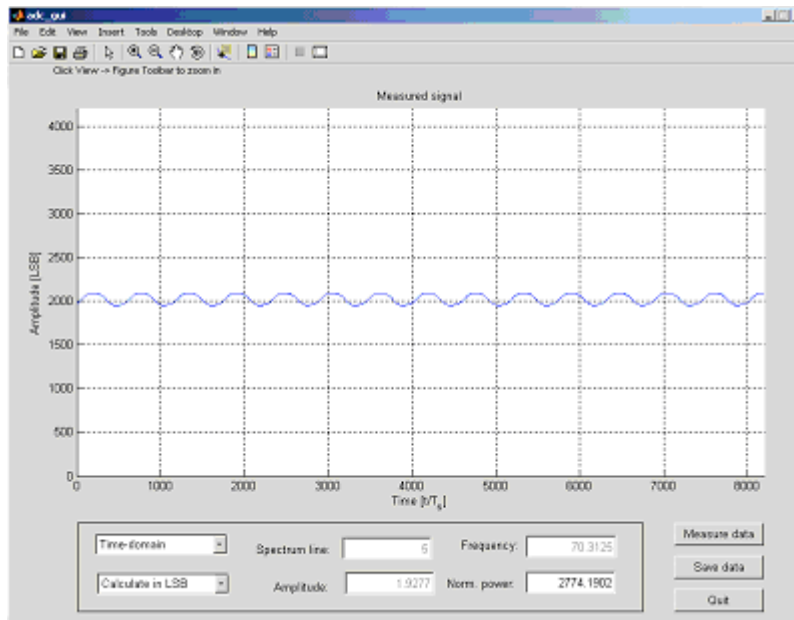 adc_gui
File Edit View Insert Tools Desktop Window Help
Click View -> Figure Toolbar to zoom in
Measured signal
4000
3500
3000
2500
2000
1500
1000
500
0
Amplitude [LSB]
0 1000 2000 3000 4000 5000 6000 7000 8000
Time [t/Ts]
Time-domain
Spectrum line: 6
Frequency: 70.3125
Calculate in LSB
Amplitude: 1.9277
Norm. power: 2774.1902
Measure data
Save data
Quit